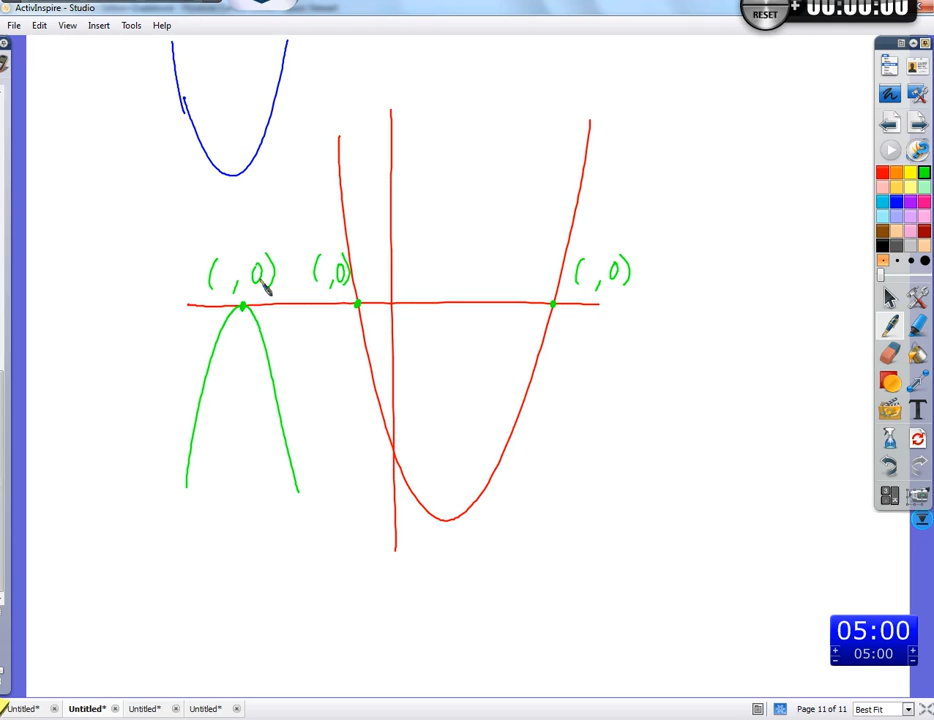 ActivInspire - Studio
00:00:00
RESET
File Edit View Insert Tools Help
( , 0) ( , 0) ( , 0)
T
05:00
05:00
Untitled* Untitled* Untitled* Untitled* Page 11 of 11 Best Fit